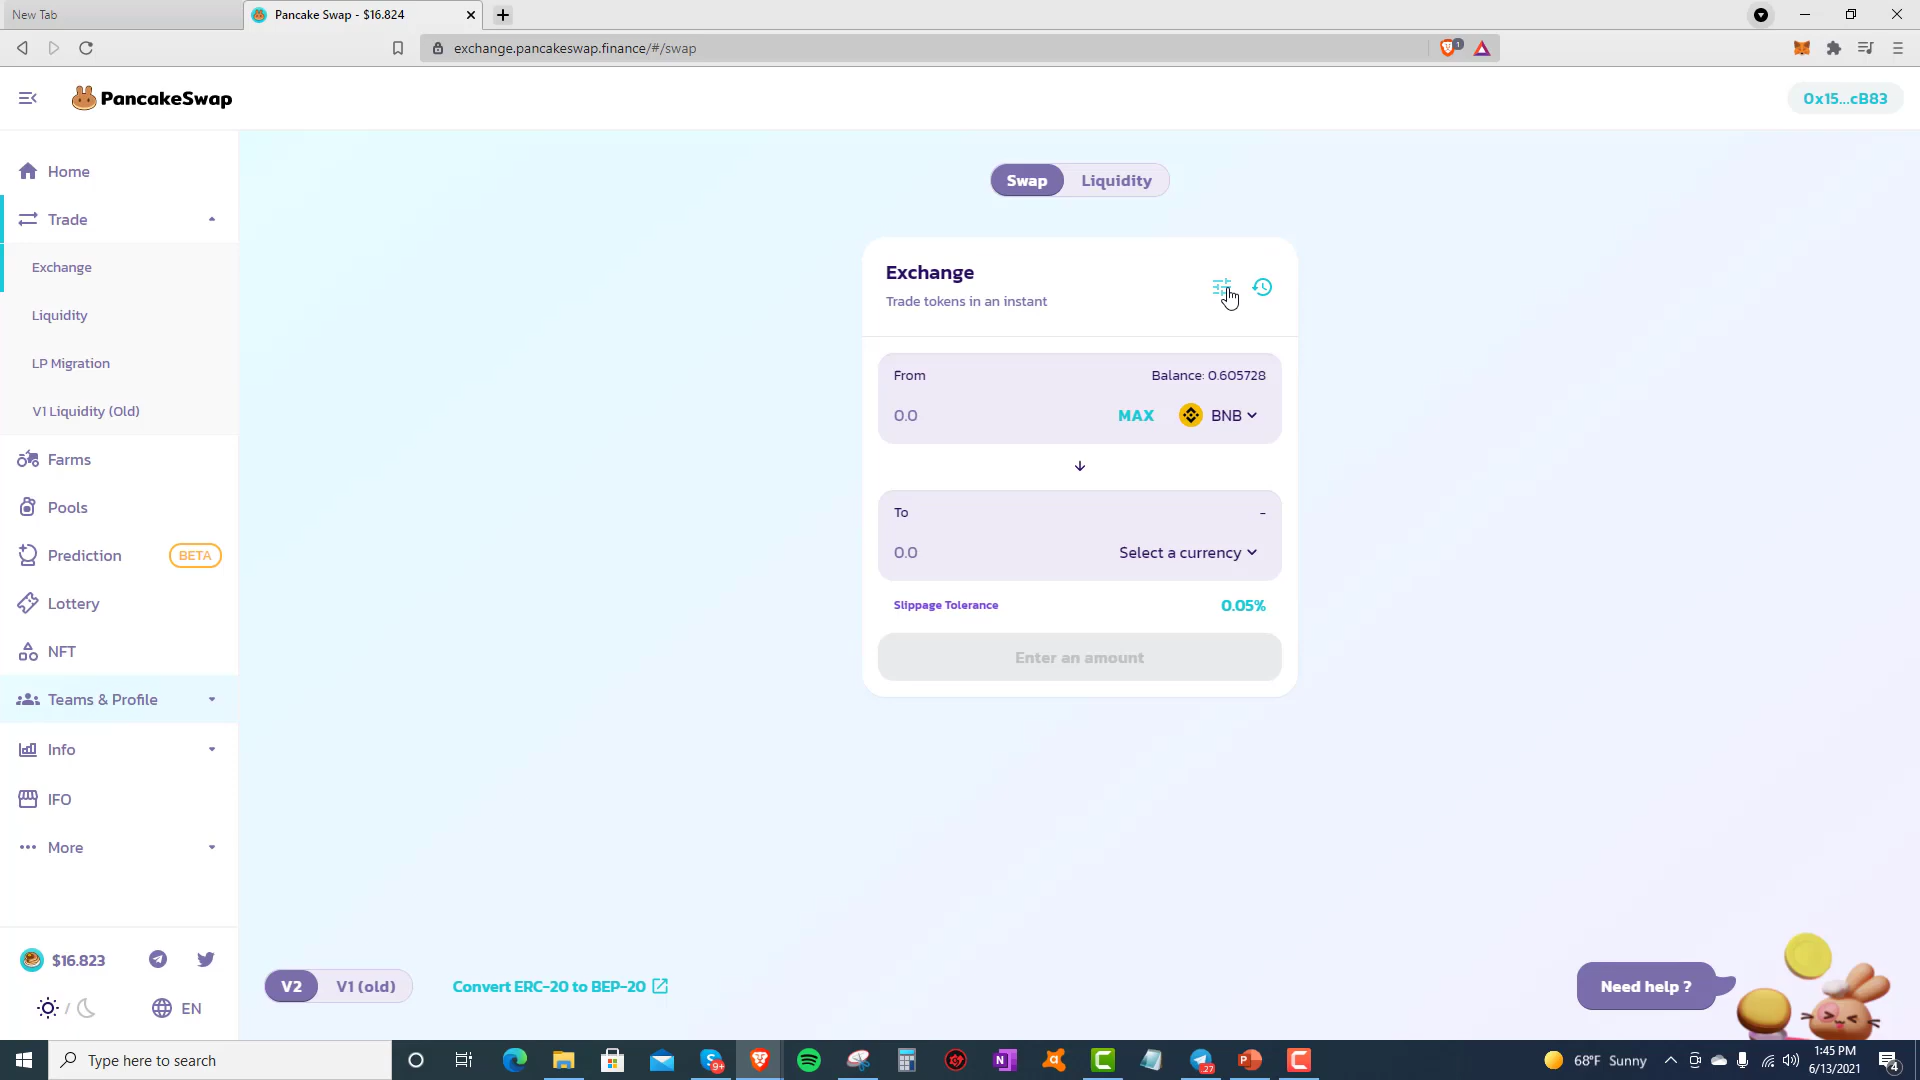 New Tab
Pancake Swap - $16.824
exchange.pancakeswap.finance/#/swap
1
PancakeSwap
0x15...cB83
Home
Trade
Exchange
Liquidity
LP Migration
V1 Liquidity (Old)
Farms
Pools
Prediction
BETA
Lottery
NFT
Teams & Profile
Info
IFO
More
$16.823
/
EN
Swap
Liquidity
Exchange
Trade tokens in an instant
From
Balance: 0.605728
0.0
MAX
BNB
To
-
0.0
Select a currency
Slippage Tolerance
0.05%
Enter an amount
V2
V1 (old)
Convert ERC-20 to BEP-20
Need help ?
Type here to search
9+
27
68°F Sunny
1:45 PM
6/13/2021
4